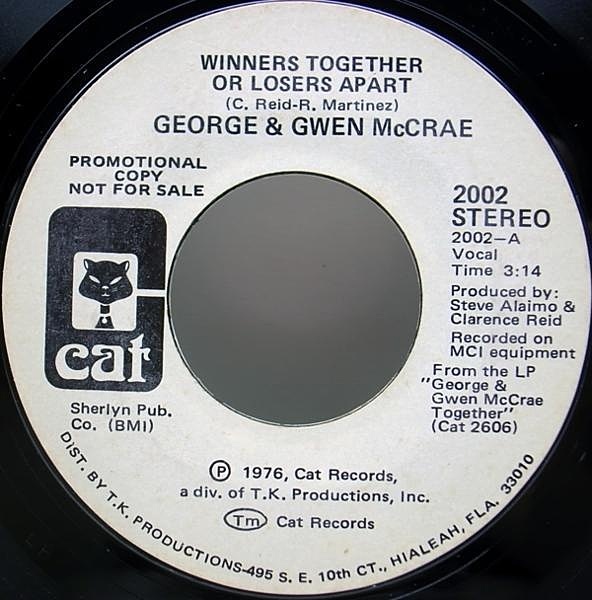 WINNERS TOGETHER
OR LOSERS APART
(C. Reid-R. Martinez)
GEORGE & GWEN McCRAE
PROMOTIONAL
COPY
NOT FOR SALE
cat
Sherlyn Pub.
Co. (BMI)
2002
STEREO
2002-A
Vocal
Time 3:14
Produced by:
Steve Alaimo &
Clarence Reid
Recorded on
MCI equipment
From the LP
"George &
Gwen McCrae
Together"
(Cat 2606)
Ⓟ 1976, Cat Records,
a div. of T.K. Productions, Inc.
Tm Cat Records
DIST. BY T.K. PRODUCTIONS-495 S. E. 10th CT., HIALEAH, FLA. 33010